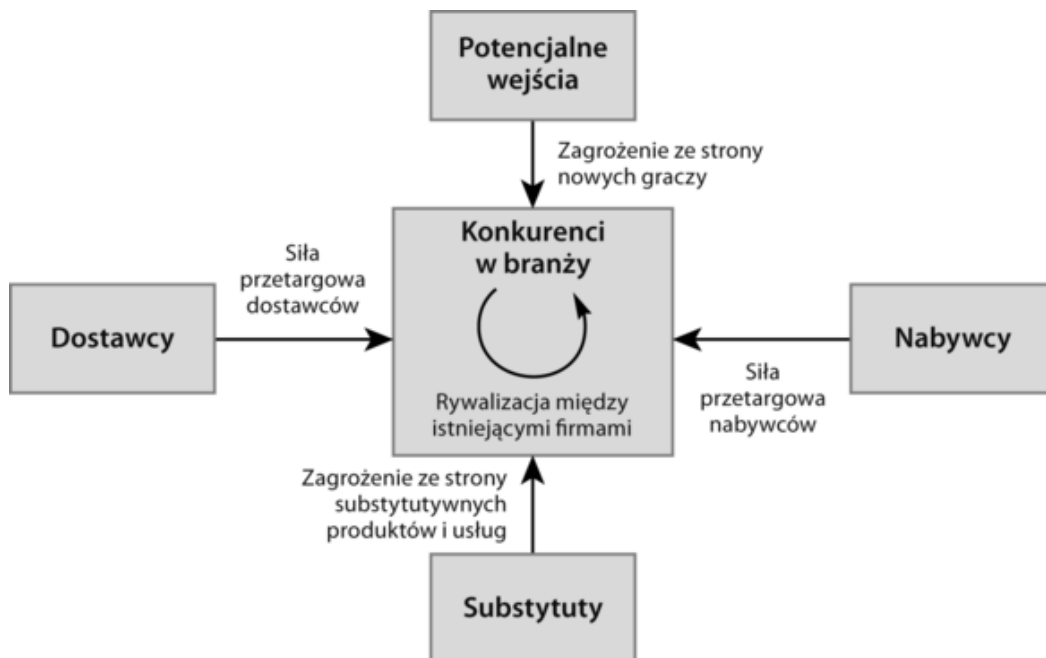 Potencjalne
wejścia
Zagrożenie ze strony
nowych graczy
Konkurenci
w branży
Siła
przetargowa
dostawców
Dostawcy
Nabywcy
Siła
przetargowa
nabywców
Rywalizacja między
istniejącymi firmami
Zagrożenie ze strony
substytutywnych
produktów i usług
Substytuty